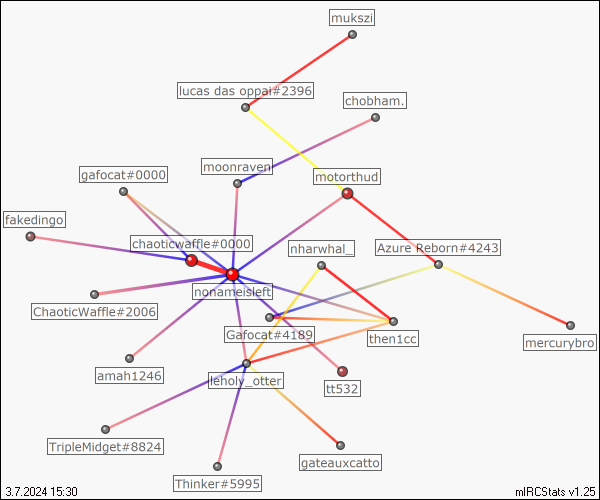 mukszi
lucas das oppai#2396
chobham.
moonraven
gafocat#0000
motorthud
fakedingo
chaoticwaffle#0000
nharwhal_
Azure Reborn#4243
nonameisleft
ChaoticWaffle#2006
Gafocat#4189
then1cc
mercurybro
amah1246
leholy_otter
tt532
TripleMidget#8824
gateauxcatto
Thinker#5995
3.7.2024 15:30
mIRCStats v1.25